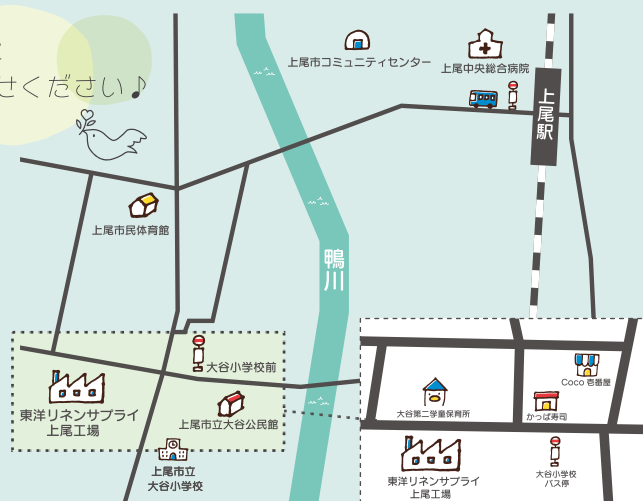 さください♪
上尾市コミュニティセンター
上尾中央総合病院
上尾駅
上尾市民体育館
鴨川
大谷小学校前
東洋リネンサプライ
上尾工場
上尾市立大谷公民館
上尾市立
大谷小学校
Coco 壱番屋
大谷第二学童保育所
かっぱ寿司
東洋リネンサプライ
上尾工場
大谷小学校
バス停